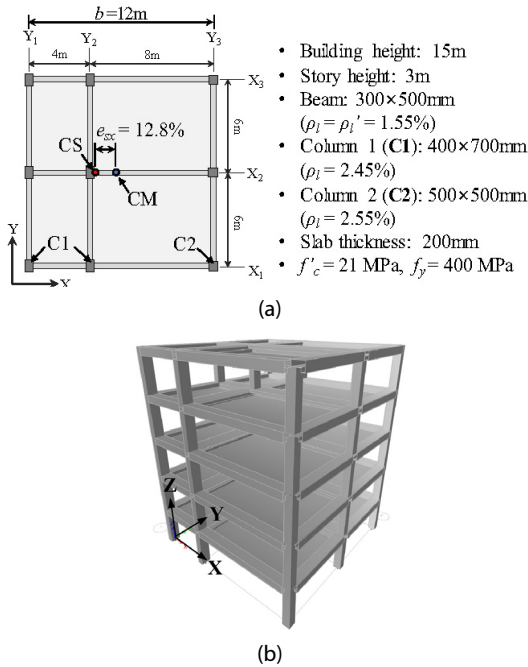 b=12m
Y₁ Y₂ Y₃
4m 8m
X₃
eₛₓ = 12.8%
6m
CS
X₂
CM
6m
Y
C1 C2
X₁
X
• Building height: 15m
• Story height: 3m
• Beam: 300×500mm
(ρₗ = ρₗ' = 1.55%)
• Column 1 (C1): 400×700mm
(ρₗ = 2.45%)
• Column 2 (C2): 500×500mm
(ρₗ = 2.55%)
• Slab thickness: 200mm
• f'c = 21 MPa, fy = 400 MPa
(a)
Z
Y
X
(b)